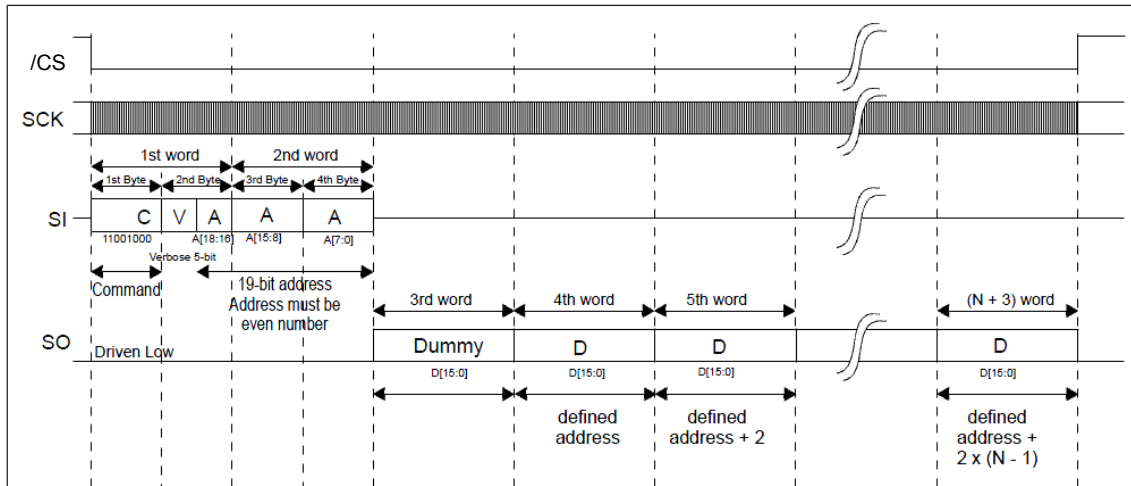 /CS
SCK
1st word
2nd word
1st Byte
2nd Byte
3rd Byte
4th Byte
SI
C
V
A
A
A
11001000
A[18:16]
A[15:8]
A[7:0]
Verbose 5-bit
Command
19-bit address
Address must be
even number
3rd word
4th word
5th word
(N + 3) word
SO
Driven Low
Dummy
D
D
D
D[15:0]
D[15:0]
D[15:0]
D[15:0]
defined
address
defined
address + 2
defined
address +
2 x (N - 1)